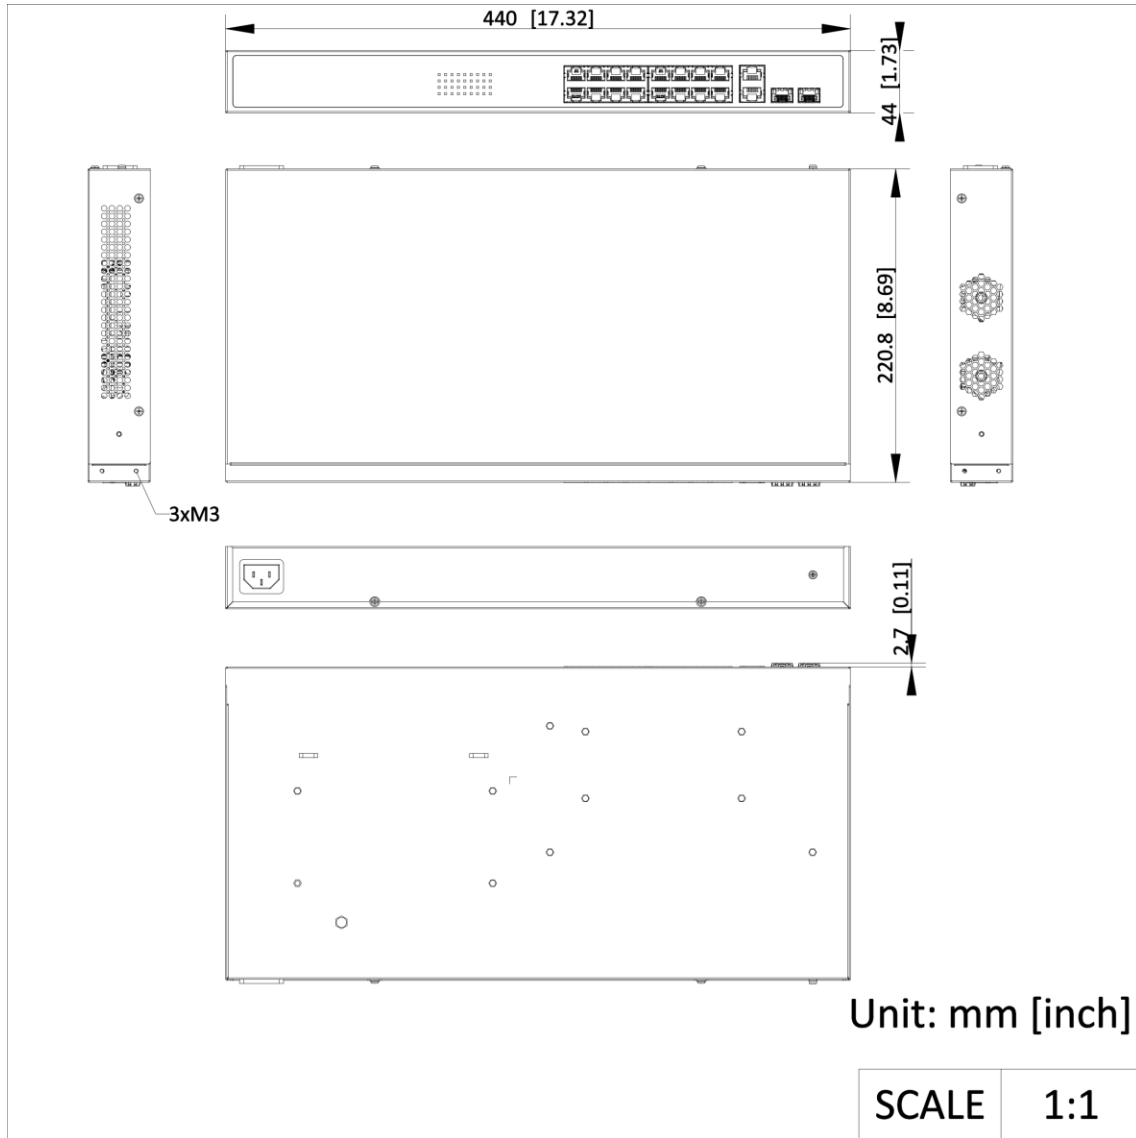 440 [17.32]
44 [1.73]
220.8 [8.69]
3xM3
2.7 [0.11]
Unit: mm [inch]
SCALE 1:1